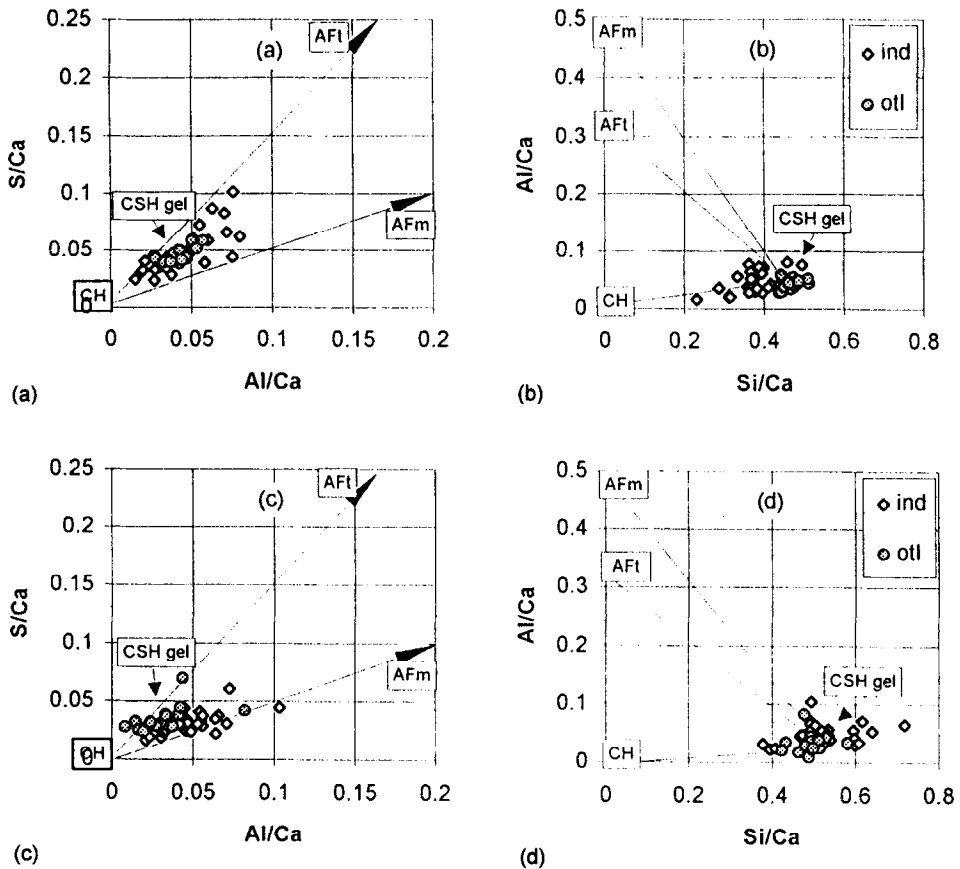 0.25
0.2
0.15
0.1
0.05
0
S/Ca
AFt
(a)
CSH gel
AFm
CH
0 0.05 0.1 0.15 0.2
Al/Ca
(a)
0.5
0.4
0.3
0.2
0.1
0
Al/Ca
AFm
AFt
(b)
ind
otl
CSH gel
CH
0 0.2 0.4 0.6 0.8
Si/Ca
(b)
0.25
0.2
0.15
0.1
0.05
0
S/Ca
AFt
(c)
CSH gel
AFm
CH
0 0.05 0.1 0.15 0.2
Al/Ca
(c)
0.5
0.4
0.3
0.2
0.1
0
Al/Ca
AFm
AFt
(d)
ind
otl
CSH gel
CH
0 0.2 0.4 0.6 0.8
Si/Ca
(d)